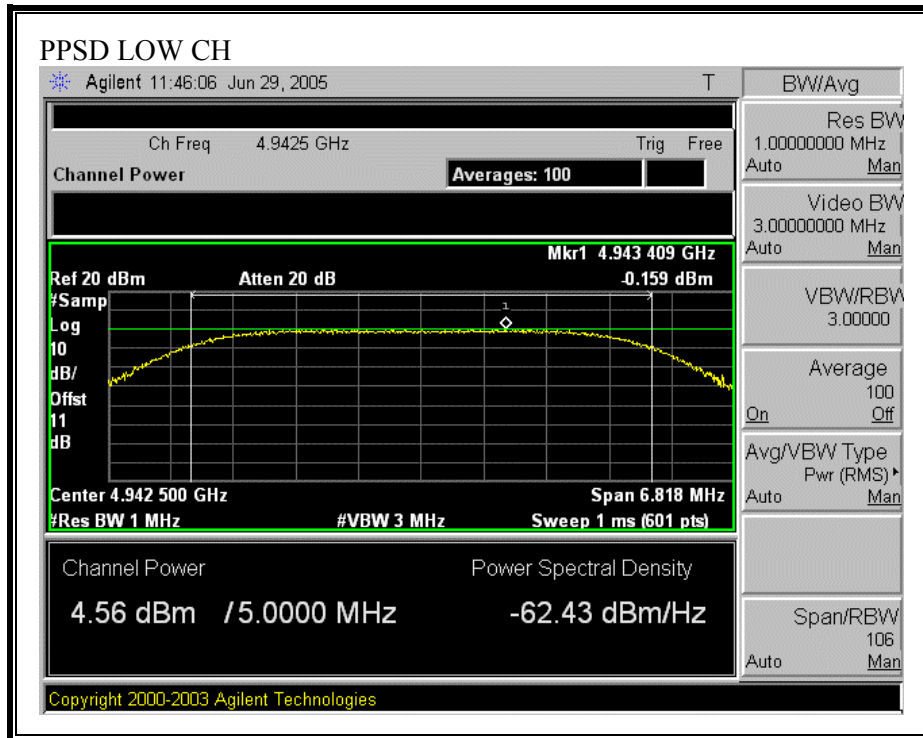 PPSD LOW CH
Agilent 11:46:06 Jun 29, 2005 T
Ch Freq 4.9425 GHz Trig Free
Channel Power Averages: 100
Mkr1 4.943 409 GHz
Ref 20 dBm Atten 20 dB -0.159 dBm
#Samp
Log
10
dB/
Offst
11
dB
1
Center 4.942 500 GHz Span 6.818 MHz
#Res BW 1 MHz #VBW 3 MHz Sweep 1 ms (601 pts)
Channel Power Power Spectral Density
4.56 dBm /5.0000 MHz -62.43 dBm/Hz
Copyright 2000-2003 Agilent Technologies
BW/Avg
Res BW
1.00000000 MHz
Auto Man
Video BW
3.00000000 MHz
Auto Man
VBW/RBW
3.00000
Average
100
On Off
Avg/VBW Type
Pwr (RMS)
Auto Man
Span/RBW
106
Auto Man